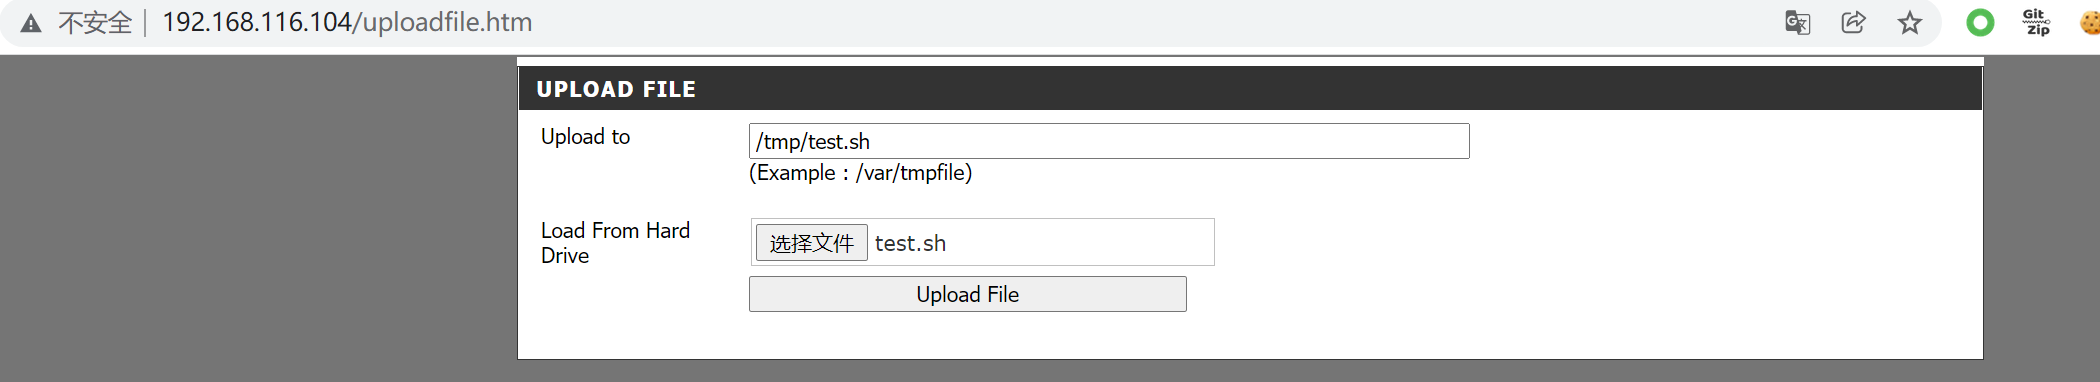 不安全 | 192.168.116.104/uploadfile.htm
Git
Zip
UPLOAD FILE
Upload to
/tmp/test.sh
(Example : /var/tmpfile)
Load From Hard
Drive
选择文件 test.sh
Upload File